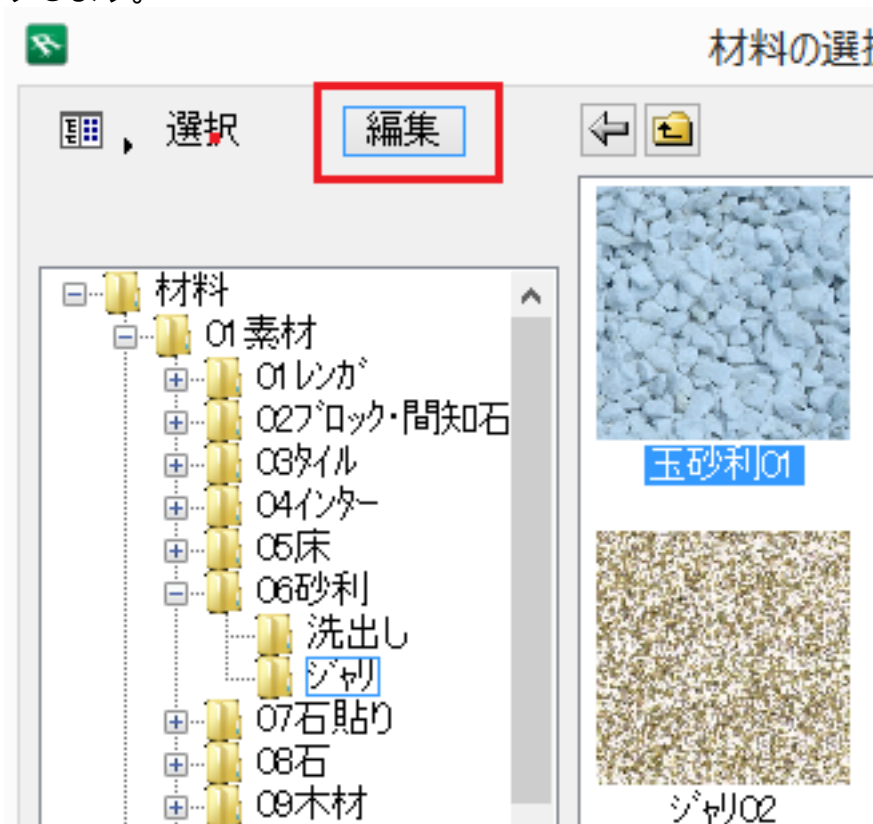 材料の選
選択 編集
材料
01素材
01レンガ
02ブロック・間知石
03タイル
04インター
05床
06砂利
洗出し
ジャリ
07石貼り
08石
09木材
玉砂利01
ジャリ02